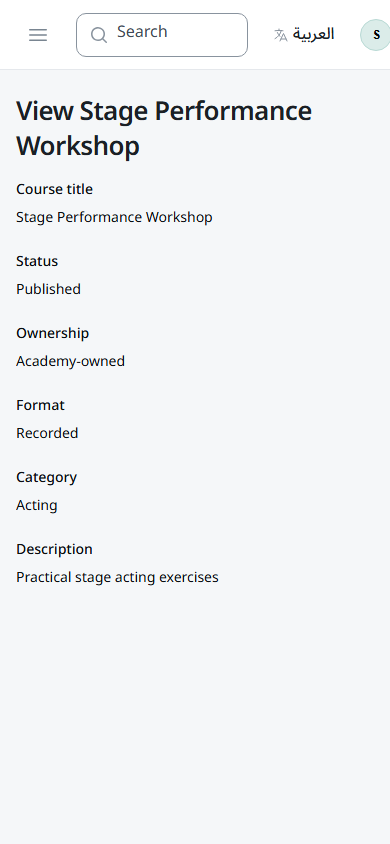 Search
العربية
S
View Stage Performance
Workshop
Course title
Stage Performance Workshop
Status
Published
Ownership
Academy-owned
Format
Recorded
Category
Acting
Description
Practical stage acting exercises